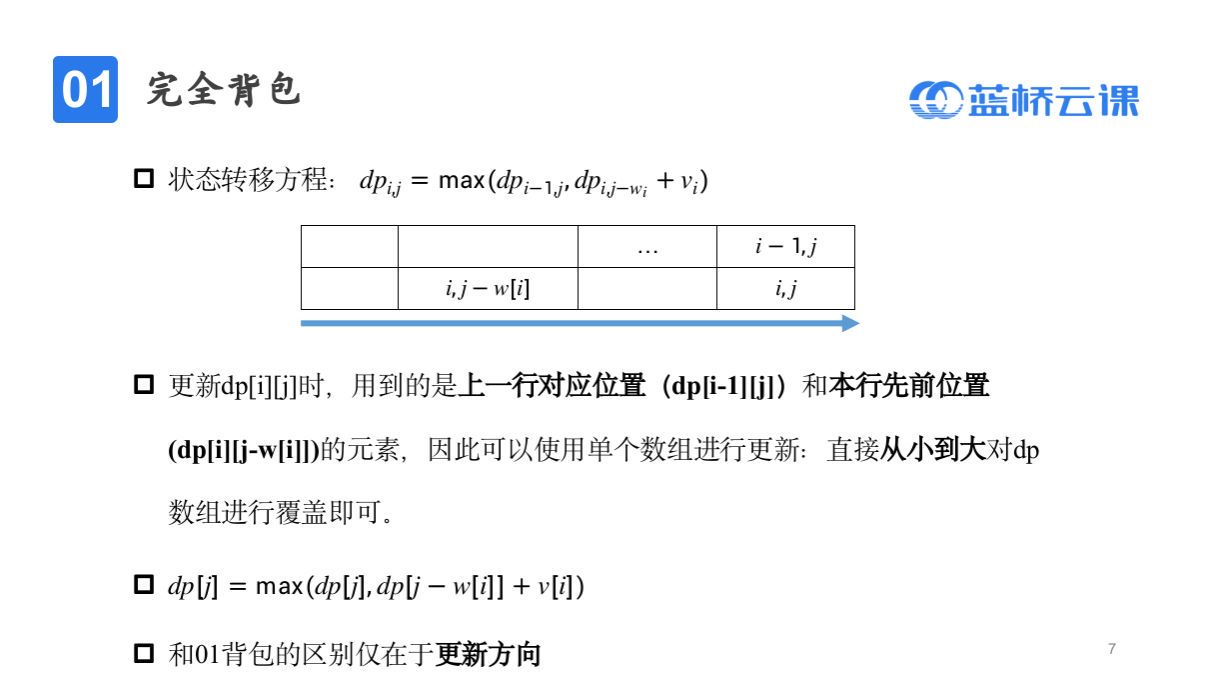 01 完全背包
蓝桥云课
状态转移方程： dp_{i,j} = max(dp_{i−1,j}, dp_{i,j−w_i} + v_i)
… i − 1, j
i, j − w[i] i, j
更新dp[i][j]时，用到的是上一行对应位置（dp[i-1][j]）和本行先前位置
(dp[i][j-w[i]])的元素，因此可以使用单个数组进行更新：直接从小到大对dp
数组进行覆盖即可。
dp[j] = max(dp[j], dp[j − w[i]] + v[i])
和01背包的区别仅在于更新方向
7